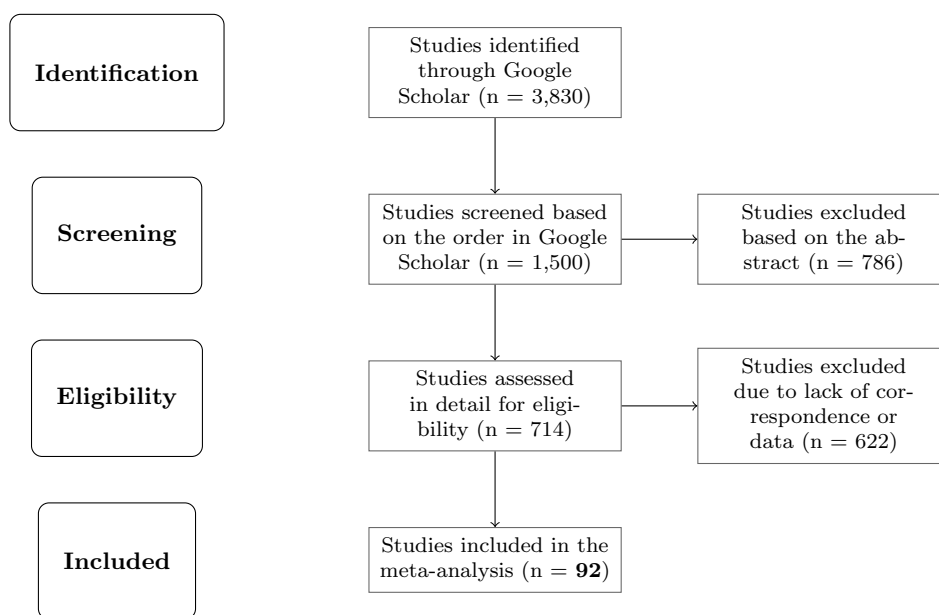 Identification
Studies identified
through Google
Scholar (n = 3,830)
Screening
Studies screened based
on the order in Google
Scholar (n = 1,500)
Studies excluded
based on the ab-
stract (n = 786)
Eligibility
Studies assessed
in detail for eligi-
bility (n = 714)
Studies excluded
due to lack of cor-
respondence or
data (n = 622)
Included
Studies included in the
meta-analysis (n = 92)